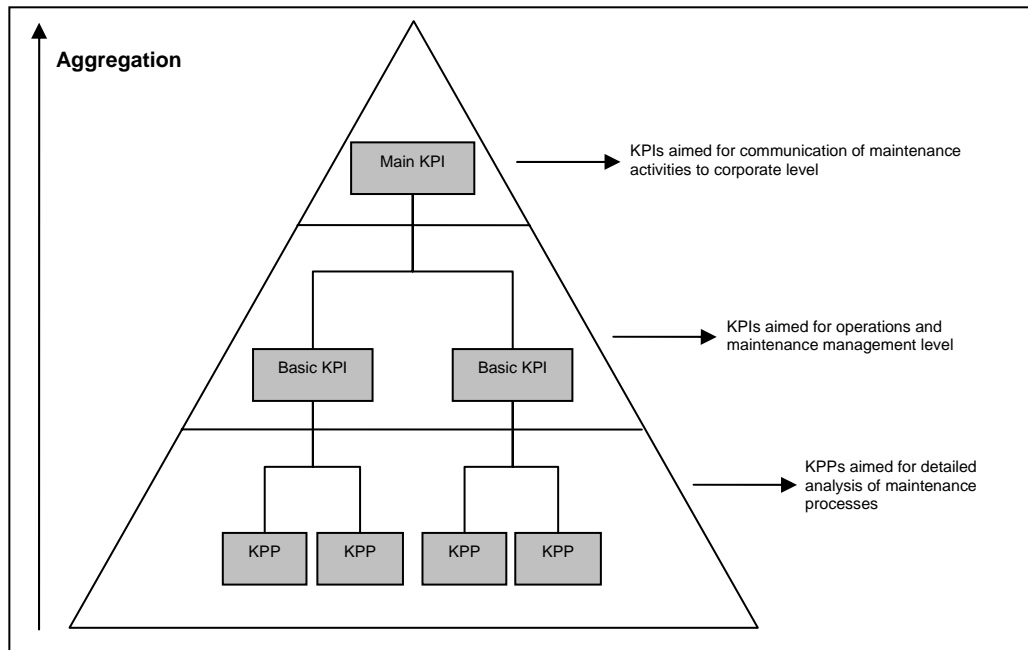 Aggregation
Main KPI
KPIs aimed for communication of maintenance
activities to corporate level
KPIs aimed for operations and
maintenance management level
Basic KPI
Basic KPI
KPPs aimed for detailed
analysis of maintenance
processes
KPP
KPP
KPP
KPP